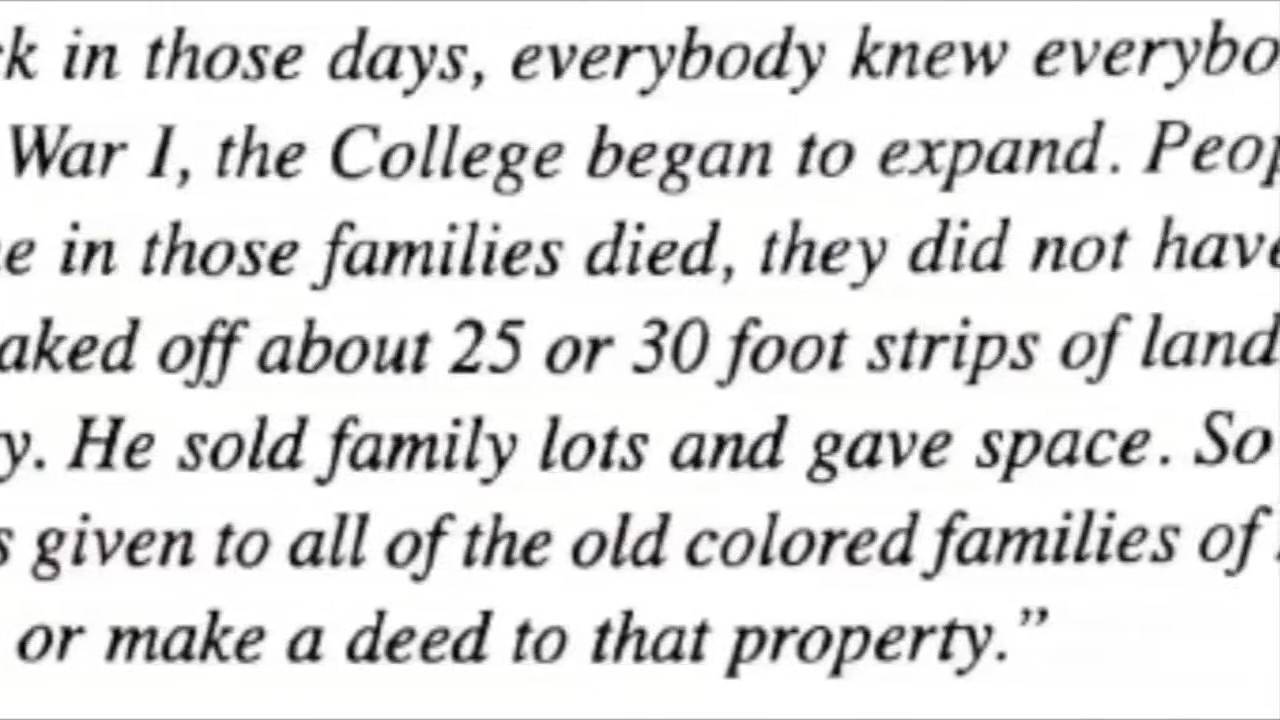 k in those days, everybody knew everybo
War I, the College began to expand. Peop
e in those families died, they did not have
aked off about 25 or 30 foot strips of land
y. He sold family lots and gave space. So
s given to all of the old colored families of
or make a deed to that property.”